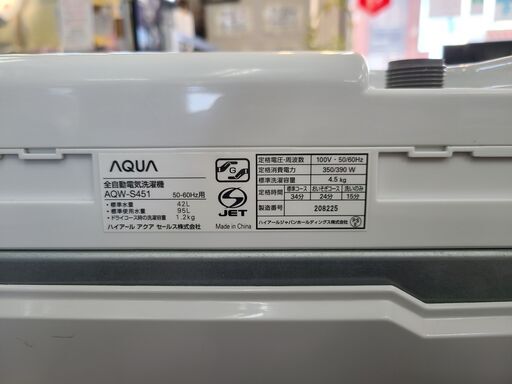 AQUA
全自動電気洗濯機
AQW-S451 50-60Hz用
・標準水量 42L
・標準使用水量 95L
・ドライコース時の洗濯容量 1.2kg
ハイアール アクア セールス株式会社
G
S
JET
Made in China
定格電圧・周波数 100V・50/60Hz
定格消費電力 350/390 W
標準洗濯容量 4.5 kg
定格時間 標準コース おいそぎコース 洗いのみ
34分 24分 15分
製造番号 208225
ハイアールジャパンホールディングス株式会社